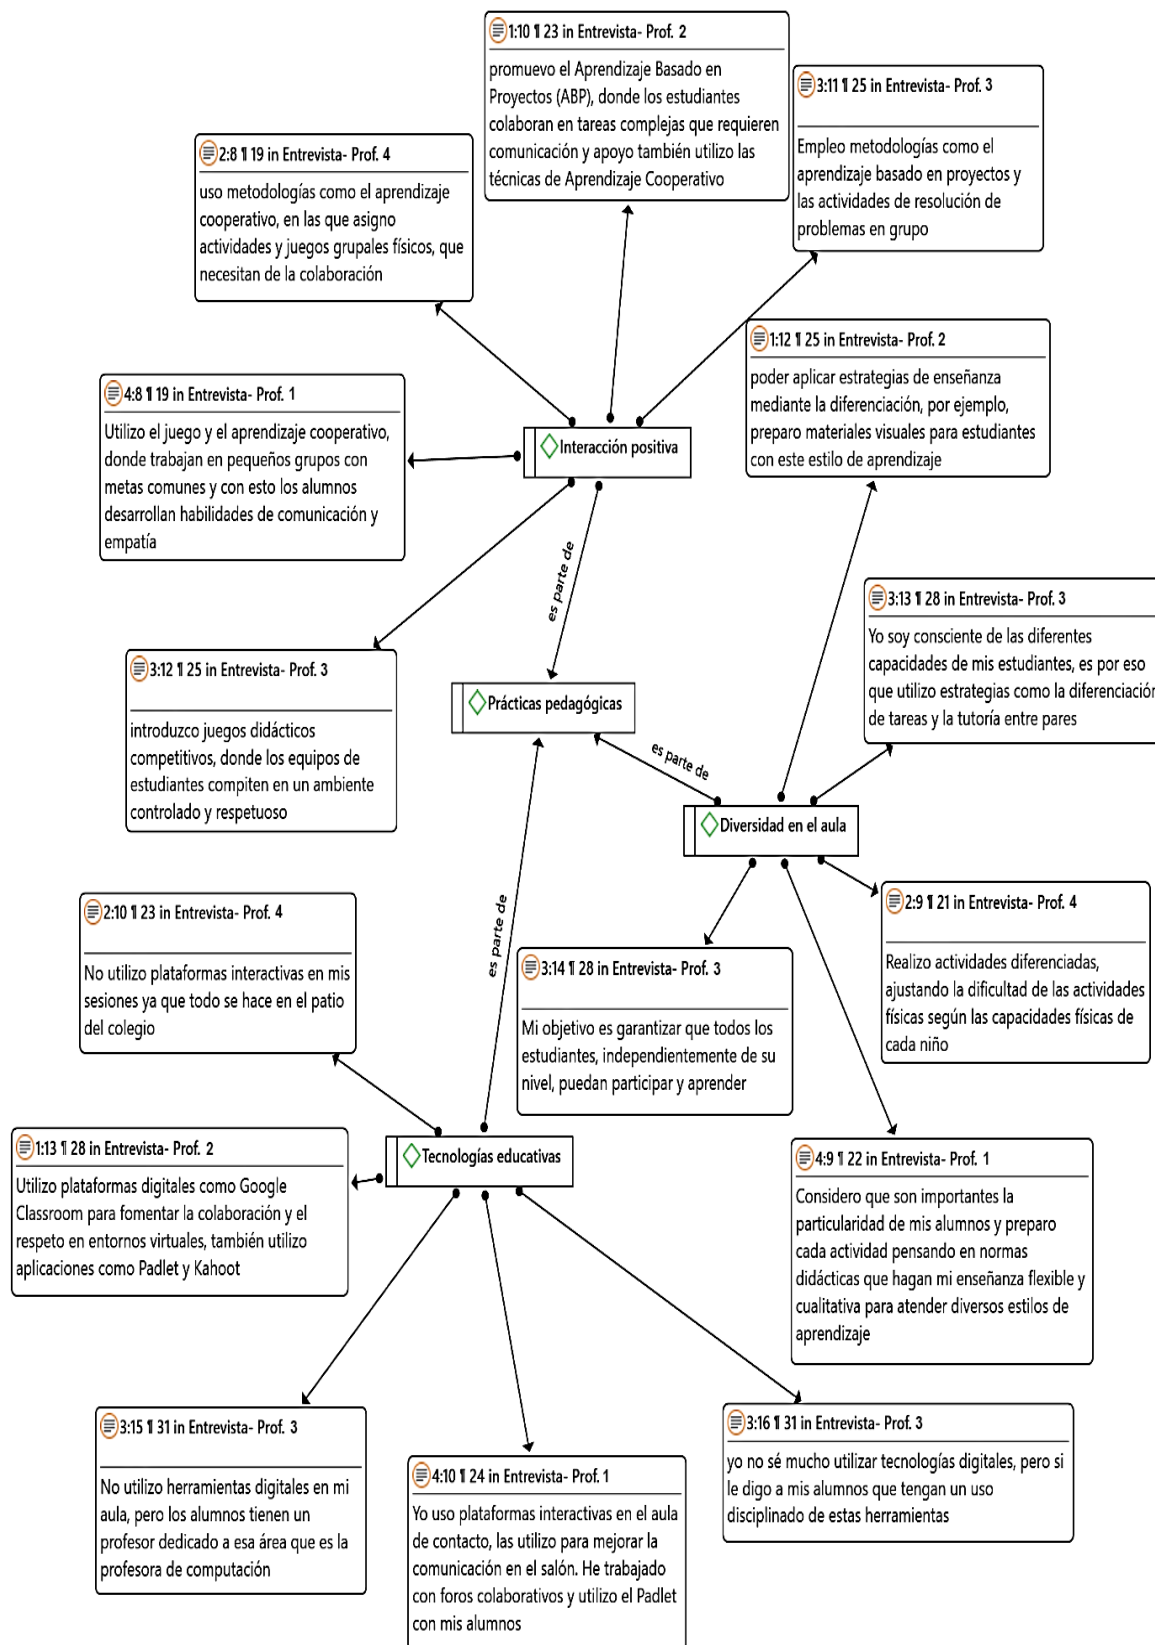 1:10 ¶ 23 in Entrevista- Prof. 2
promuevo el Aprendizaje Basado en
Proyectos (ABP), donde los estudiantes
colaboran en tareas complejas que requieren
comunicación y apoyo también utilizo las
técnicas de Aprendizaje Cooperativo
3:11 ¶ 25 in Entrevista- Prof. 3
Empleo metodologías como el
aprendizaje basado en proyectos y
las actividades de resolución de
problemas en grupo
2:8 ¶ 19 in Entrevista- Prof. 4
uso metodologías como el aprendizaje
cooperativo, en las que asigno
actividades y juegos grupales físicos, que
necesitan de la colaboración
1:12 ¶ 25 in Entrevista- Prof. 2
poder aplicar estrategias de enseñanza
mediante la diferenciación, por ejemplo,
preparo materiales visuales para estudiantes
con este estilo de aprendizaje
4:8 ¶ 19 in Entrevista- Prof. 1
Utilizo el juego y el aprendizaje cooperativo,
donde trabajan en pequeños grupos con
metas comunes y con esto los alumnos
desarrollan habilidades de comunicación y
empatía
Interacción positiva
es parte de
3:13 ¶ 28 in Entrevista- Prof. 3
Yo soy consciente de las diferentes
capacidades de mis estudiantes, es por eso
que utilizo estrategias como la diferenciación
de tareas y la tutoría entre pares
3:12 ¶ 25 in Entrevista- Prof. 3
introduzco juegos didácticos
competitivos, donde los equipos de
estudiantes compiten en un ambiente
controlado y respetuoso
Prácticas pedagógicas
es parte de
Diversidad en el aula
es parte de
2:10 ¶ 23 in Entrevista- Prof. 4
No utilizo plataformas interactivas en mis
sesiones ya que todo se hace en el patio
del colegio
2:9 ¶ 21 in Entrevista- Prof. 4
Realizo actividades diferenciadas,
ajustando la dificultad de las actividades
físicas según las capacidades físicas de
cada niño
3:14 ¶ 28 in Entrevista- Prof. 3
Mi objetivo es garantizar que todos los
estudiantes, independientemente de su
nivel, puedan participar y aprender
1:13 ¶ 28 in Entrevista- Prof. 2
Utilizo plataformas digitales como Google
Classroom para fomentar la colaboración y el
respeto en entornos virtuales, también utilizo
aplicaciones como Padlet y Kahoot
Tecnologías educativas
4:9 ¶ 22 in Entrevista- Prof. 1
Considero que son importantes la
particularidad de mis alumnos y preparo
cada actividad pensando en normas
didácticas que hagan mi enseñanza flexible y
cualitativa para atender diversos estilos de
aprendizaje
3:15 ¶ 31 in Entrevista- Prof. 3
No utilizo herramientas digitales en mi
aula, pero los alumnos tienen un
profesor dedicado a esa área que es la
profesora de computación
4:10 ¶ 24 in Entrevista- Prof. 1
Yo uso plataformas interactivas en el aula
de contacto, las utilizo para mejorar la
comunicación en el salón. He trabajado
con foros colaborativos y utilizo el Padlet
con mis alumnos
3:16 ¶ 31 in Entrevista- Prof. 3
yo no sé mucho utilizar tecnologías digitales, pero si
le digo a mis alumnos que tengan un uso
disciplinado de estas herramientas